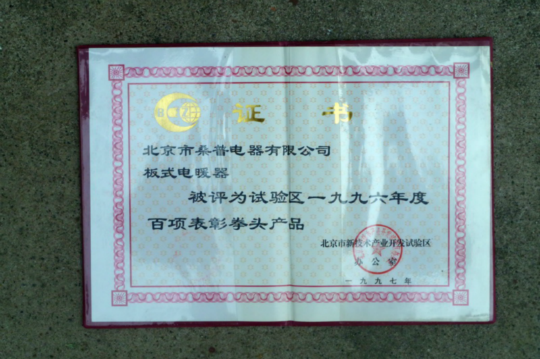 证书
北京市桑普电器有限公司
板式电暖器
被评为试验区一九九六年度
百项表彰拳头产品
北京市新技术产业开发试验区
办公室
一九九七年